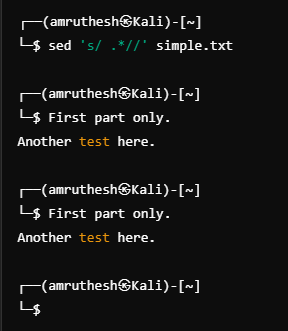 ┌──(amruthesh㉿Kali)-[~]
└─$ sed 's/ .*//' simple.txt
┌──(amruthesh㉿Kali)-[~]
└─$ First part only.
Another test here.
┌──(amruthesh㉿Kali)-[~]
└─$ First part only.
Another test here.
┌──(amruthesh㉿Kali)-[~]
└─$